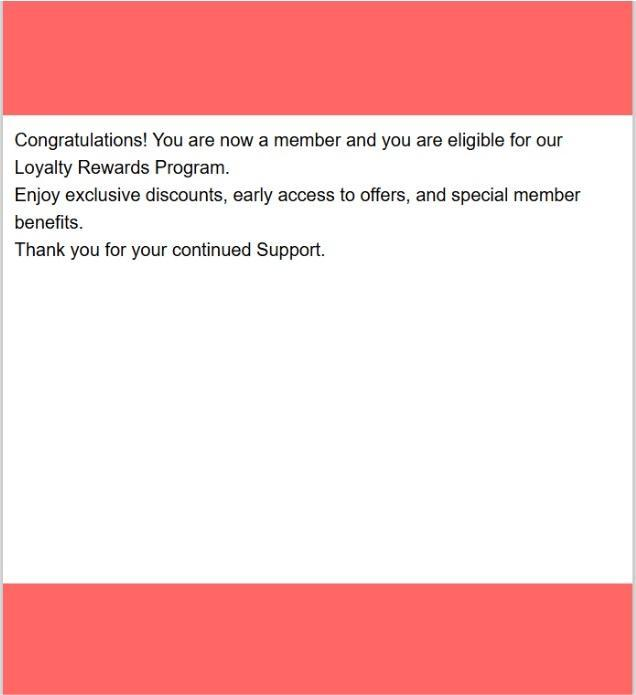 Congratulations! You are now a member and you are eligible for our
Loyalty Rewards Program.
Enjoy exclusive discounts, early access to offers, and special member
benefits.
Thank you for your continued Support.